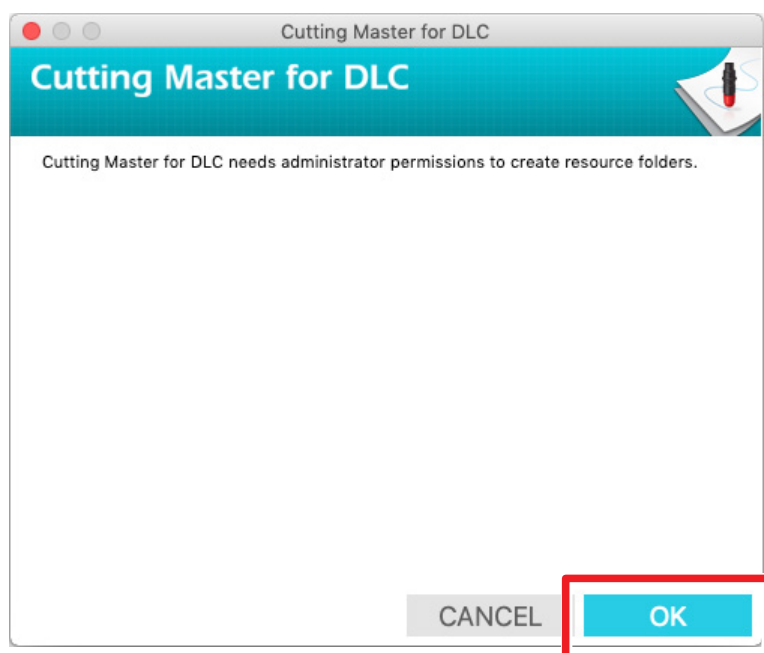 Cutting Master for DLC
Cutting Master for DLC
Cutting Master for DLC needs administrator permissions to create resource folders.
CANCEL
OK